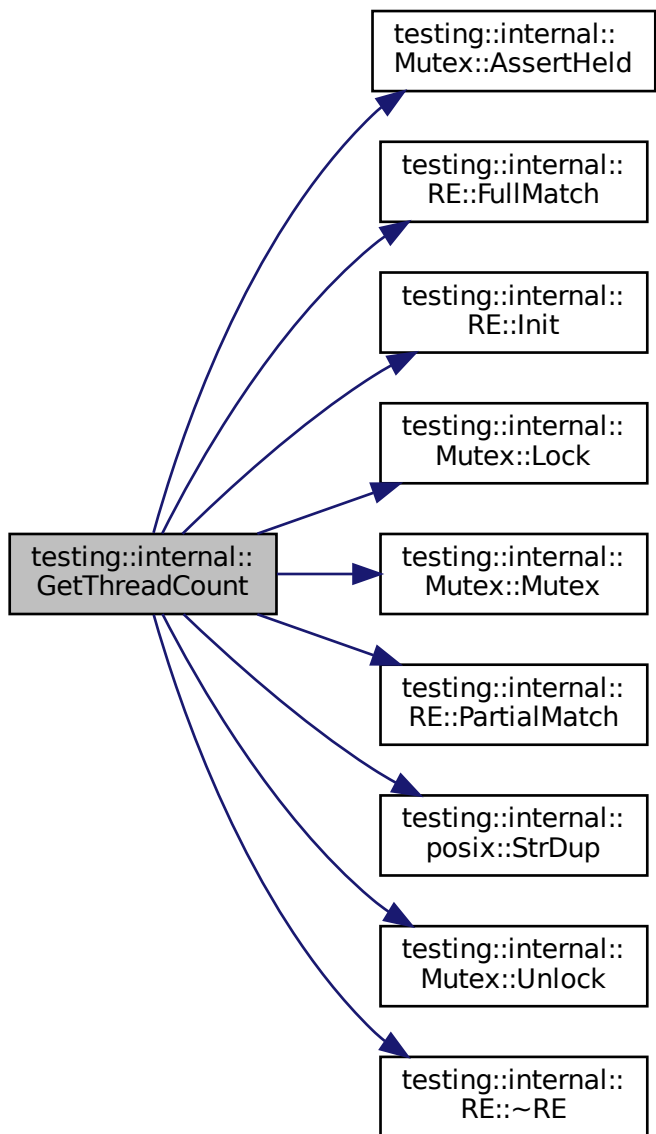 testing::internal::
Mutex::AssertHeld
testing::internal::
RE::FullMatch
testing::internal::
RE::Init
testing::internal::
Mutex::Lock
testing::internal::
GetThreadCount
testing::internal::
Mutex::Mutex
testing::internal::
RE::PartialMatch
testing::internal::
posix::StrDup
testing::internal::
Mutex::Unlock
testing::internal::
RE::~RE